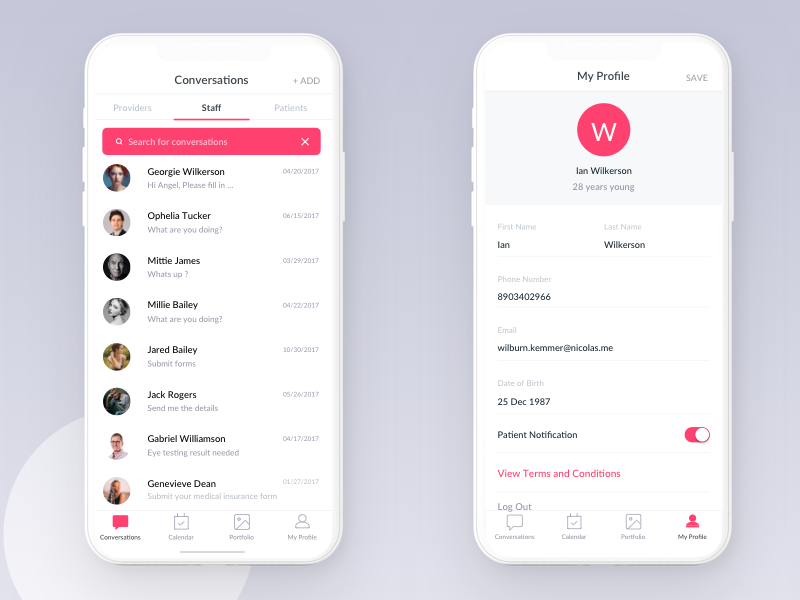 Conversations
+ ADD
Providers
Staff
Patients
Search for conversations
Georgie Wilkerson
04/20/2017
Hi Angel, Please fill in ...
Ophelia Tucker
06/15/2017
What are you doing?
Mittie James
03/29/2017
Whats up ?
Millie Bailey
04/22/2017
What are you doing?
Jared Bailey
10/30/2017
Submit forms
Jack Rogers
05/26/2017
Send me the details
Gabriel Williamson
04/17/2017
Eye testing result needed
Genevieve Dean
01/27/2017
Submit your medical insurance form
Conversations
Calendar
Portfolio
My Profile
My Profile
SAVE
W
Ian Wilkerson
28 years young
First Name
Last Name
Ian
Wilkerson
Phone Number
8903402966
Email
wilburn.kemmer@nicolas.me
Date of Birth
25 Dec 1987
Patient Notification
View Terms and Conditions
Log Out
Conversations
Calendar
Portfolio
My Profile